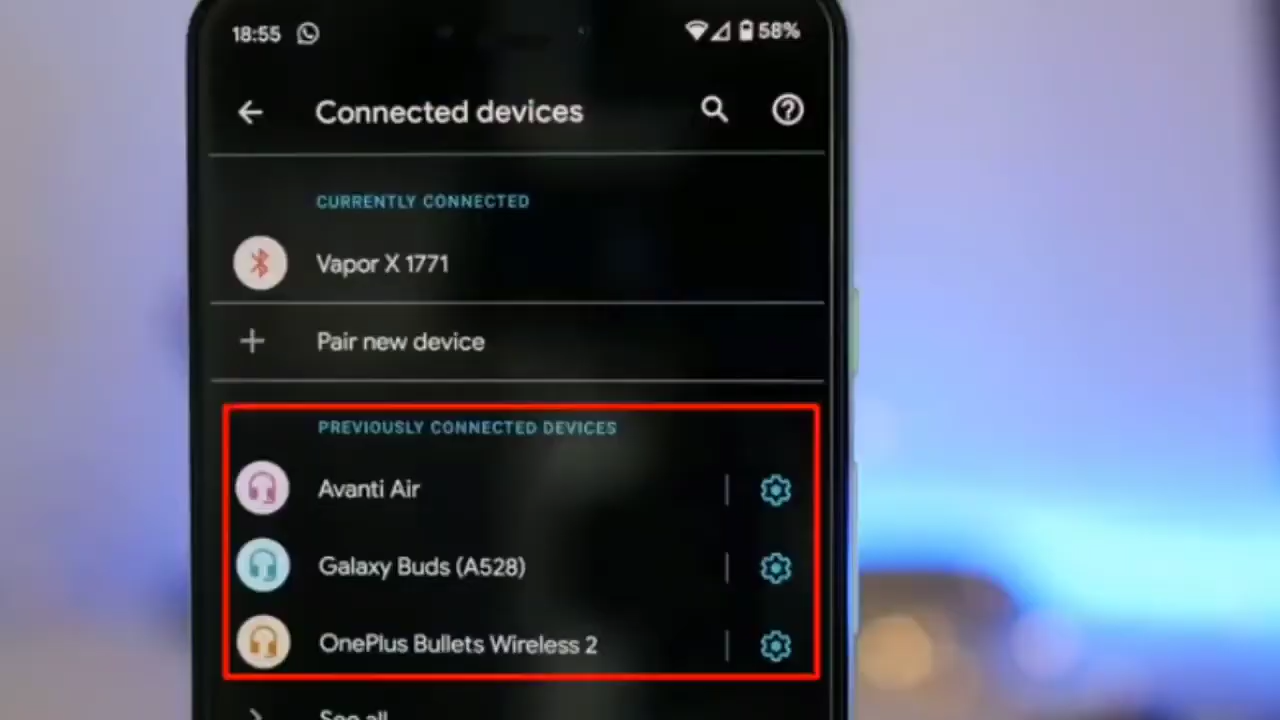 18:55 58%
Connected devices
CURRENTLY CONNECTED
Vapor X 1771
Pair new device
PREVIOUSLY CONNECTED DEVICES
Avanti Air
Galaxy Buds (A528)
OnePlus Bullets Wireless 2
See all